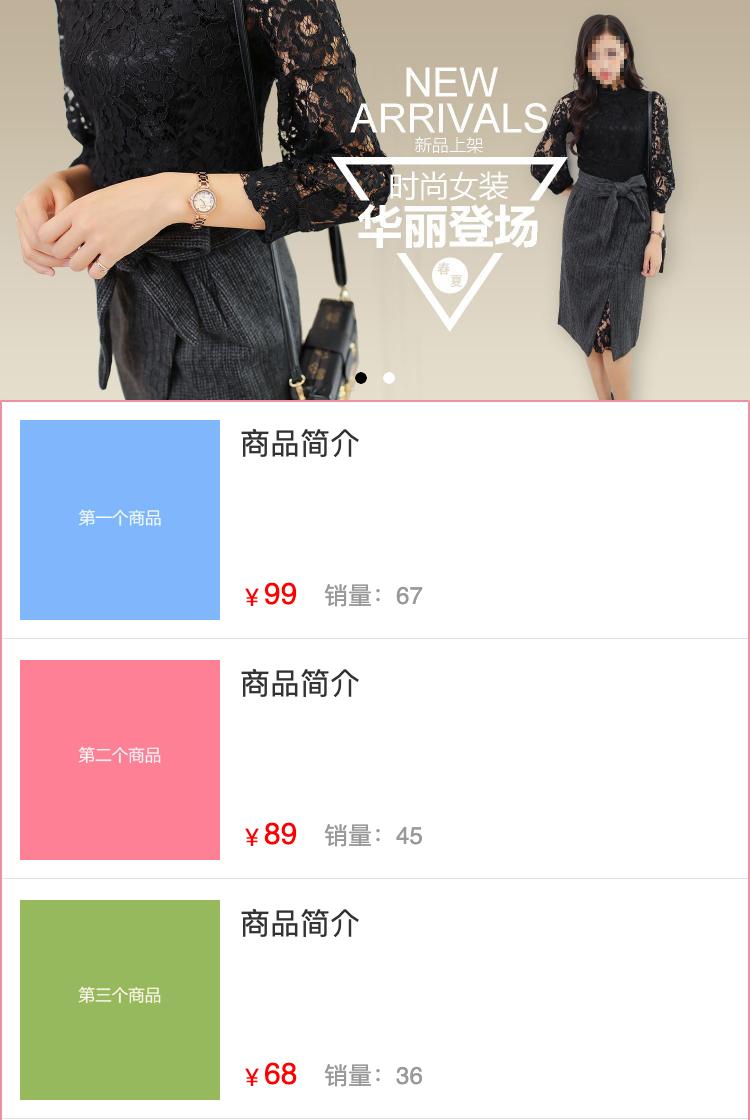 NEW
ARRIVALS
新品上架
时尚女装
华丽登场
春
夏
第一个商品
商品简介
￥99 销量：67
第二个商品
商品简介
￥89 销量：45
第三个商品
商品简介
￥68 销量：36